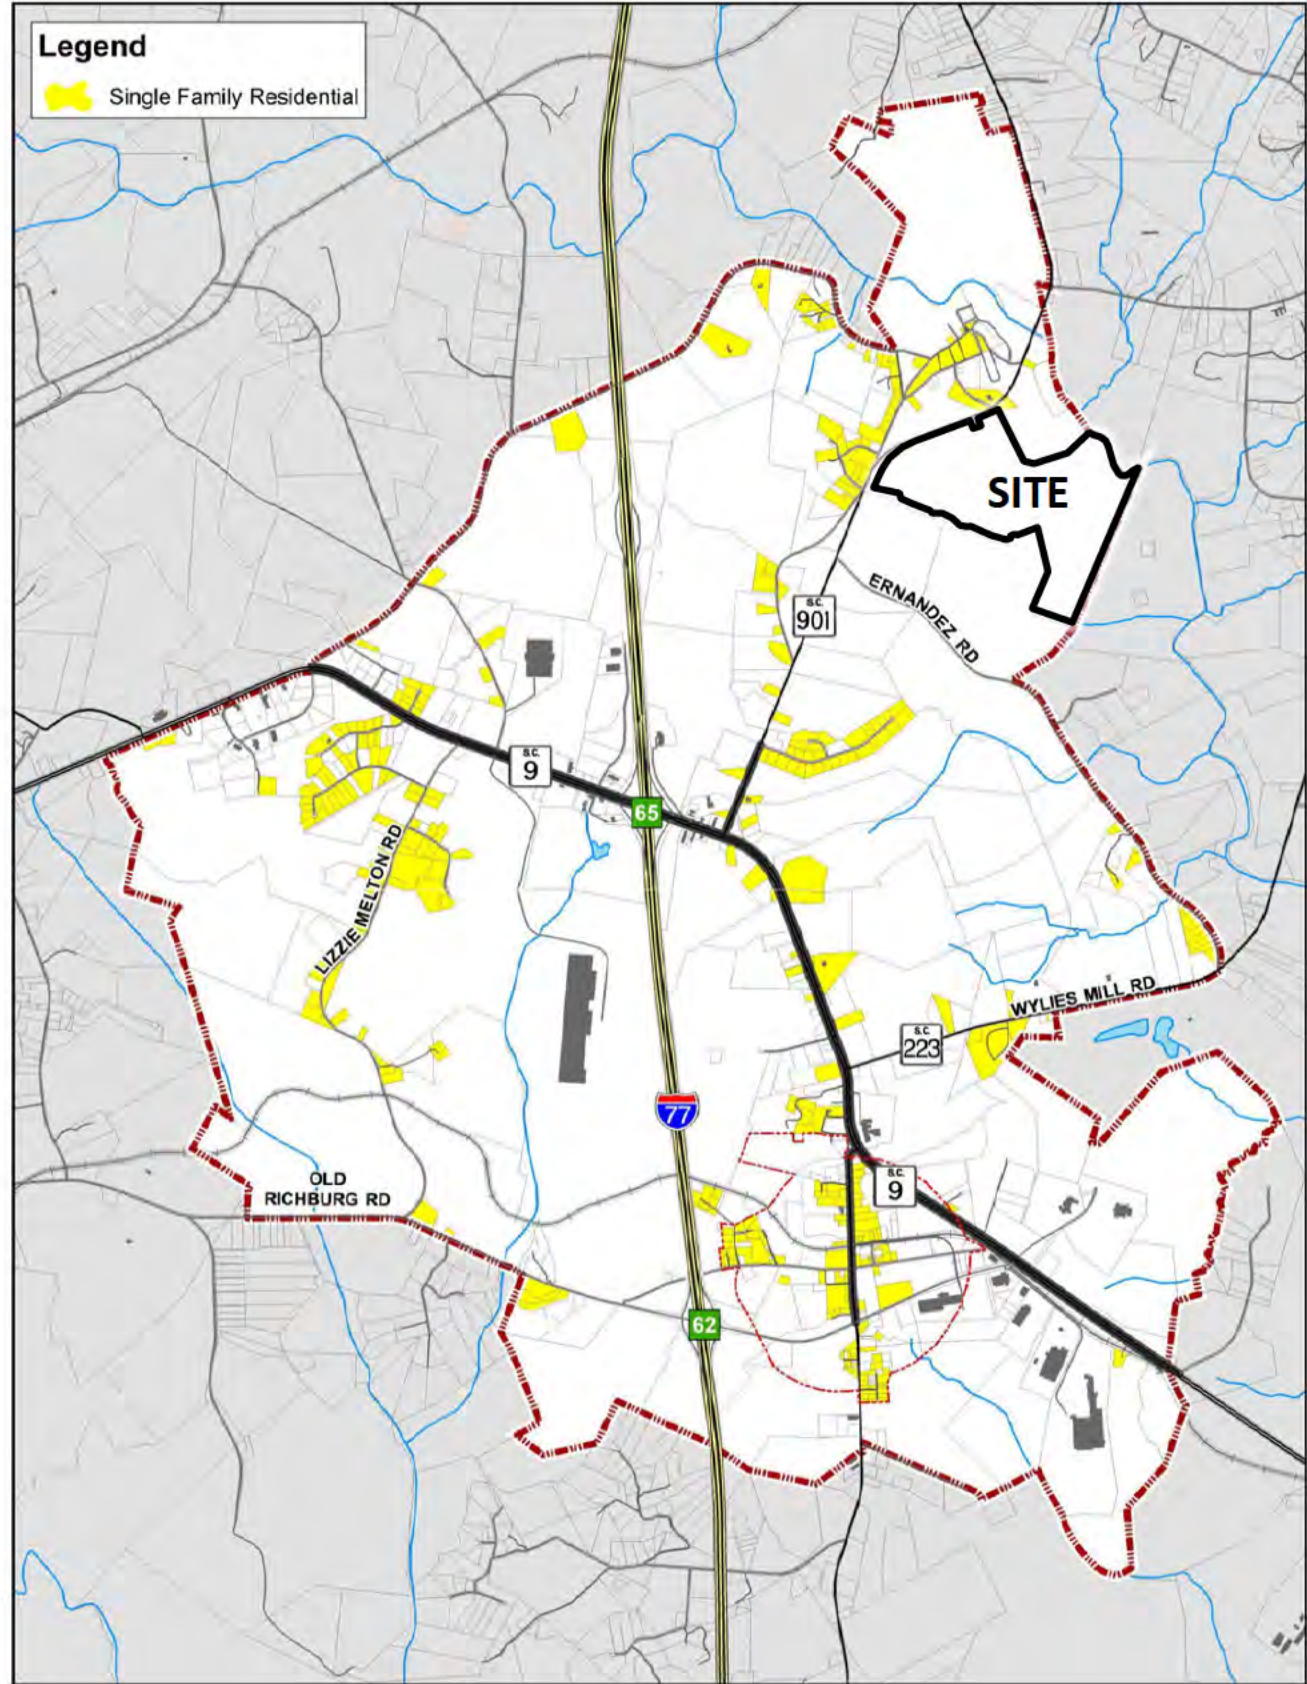 Legend
Single Family Residential
SITE
ERNANDEZ RD
S.C.
901
S.C.
9
65
LIZZIE MELTON RD
WYLIES MILL RD
S.C.
223
77
OLD
RICHBURG RD
S.C.
9
62